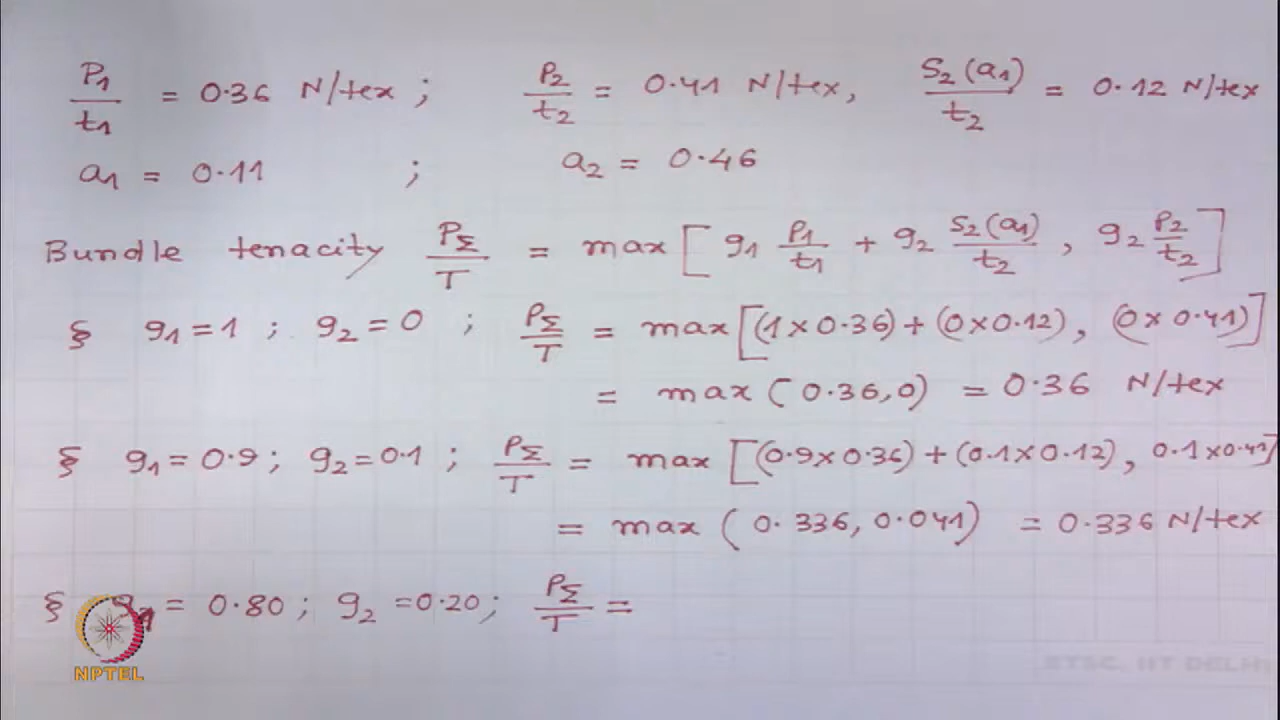 P1/t1 = 0.36 N/tex ; P2/t2 = 0.41 N/tex, S2(a1)/t2 = 0.12 N/tex
a1 = 0.11 ; a2 = 0.46
Bundle tenacity PΣ/T = max [ g1 P1/t1 + g2 S2(a1)/t2 , g2 P2/t2 ]
§ g1 = 1 ; g2 = 0 ; PΣ/T = max [(1 x 0.36) + (0 x 0.12), (0 x 0.41)]
= max ( 0.36, 0) = 0.36 N/tex
§ g1 = 0.9 ; g2 = 0.1 ; PΣ/T = max [(0.9 x 0.36) + (0.1 x 0.12), 0.1 x 0.41]
= max ( 0.336, 0.041) = 0.336 N/tex
§ g1 = 0.80 ; g2 = 0.20 ; PΣ/T =
NPTEL
ETSC, IIT DELHI